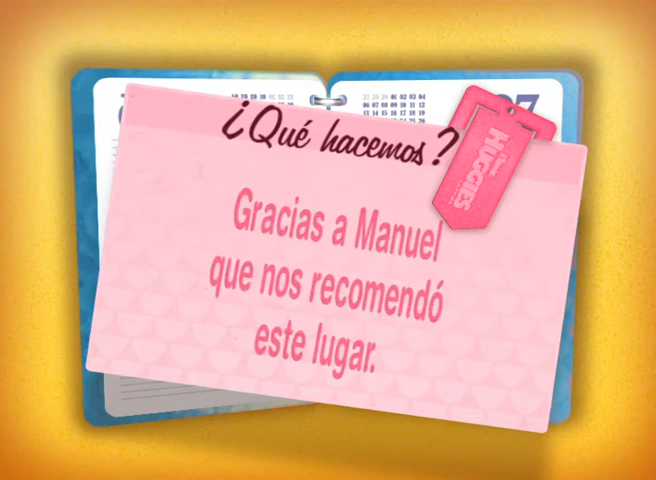 ¿Qué hacemos?
HUGGIES
Gracias a Manuel
que nos recomendó
este lugar.